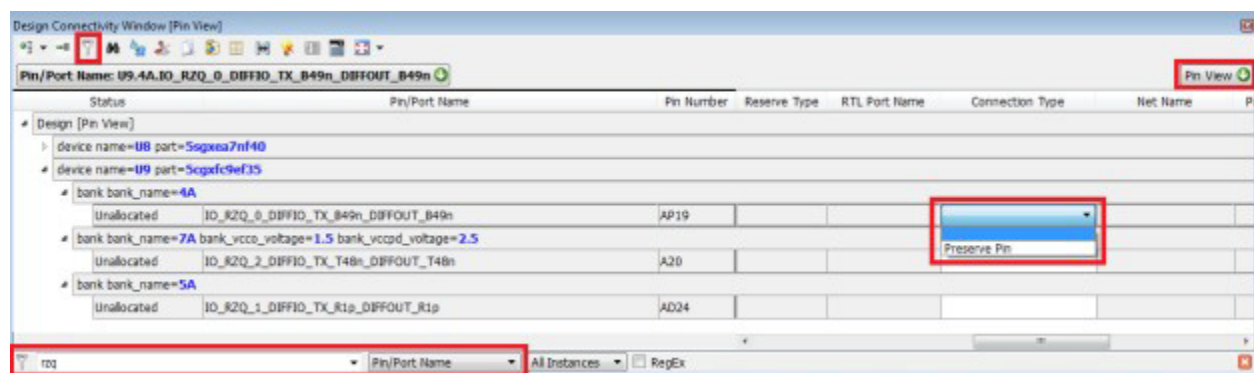 Design Connectivity Window [Pin View]
Pin/Port Name: U9.4A.IO_RZQ_0_DIFFIO_TX_B49n_DIFFOUT_B49n Pin View
Status Pin/Port Name Pin Number Reserve Type RTL Port Name Connection Type Net Name P
Design [Pin View]
device name=U8 part=5sgxea7nf40
device name=U9 part=5cgxfc9ef35
bank bank_name=4A
Unallocated IO_RZQ_0_DIFFIO_TX_B49n_DIFFOUT_B49n AP19
bank bank_name=7A bank_vcco_voltage=1.5 bank_vccpd_voltage=2.5
Preserve Pin
Unallocated IO_RZQ_2_DIFFIO_TX_T48n_DIFFOUT_T48n A20
bank bank_name=5A
Unallocated IO_RZQ_1_DIFFIO_TX_R1p_DIFFOUT_R1p AD24
rzq Pin/Port Name All Instances RegEx